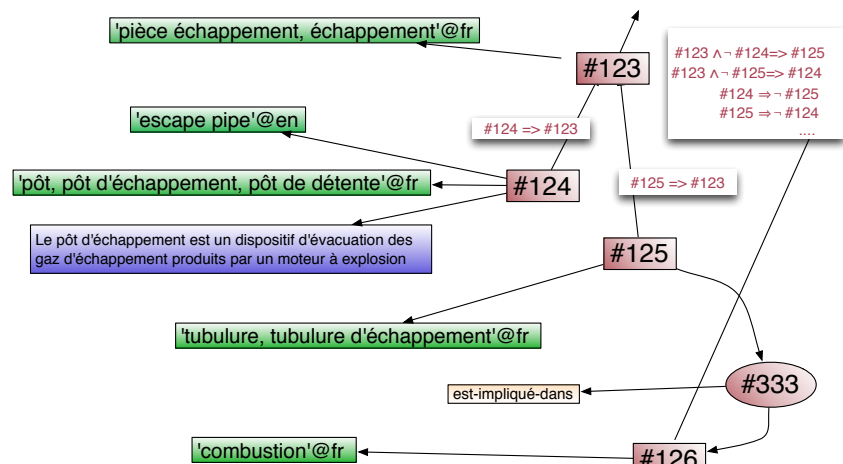 'pièce échappement, échappement'@fr
#123
#123 ∧ ¬ #124=> #125
#123 ∧ ¬ #125=> #124
#124 ⇒ ¬ #125
#125 ⇒ ¬ #124
....
'escape pipe'@en
#124 => #123
'pôt, pôt d'échappement, pôt de détente'@fr
#124
#125 => #123
Le pôt d'échappement est un dispositif d'évacuation des
gaz d'échappement produits par un moteur à explosion
#125
'tubulure, tubulure d'échappement'@fr
#333
est-impliqué-dans
'combustion'@fr
#126